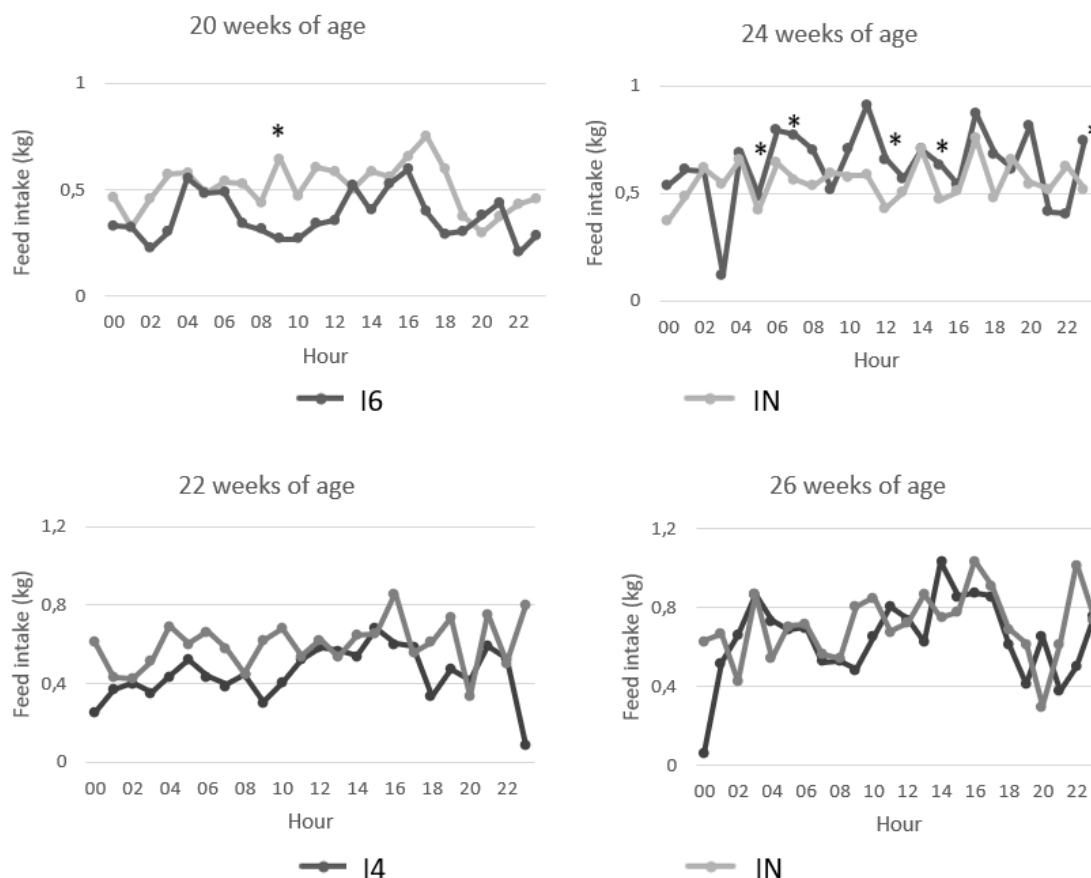 20 weeks of age
1
0,5
0
Feed intake (kg)
*
00 02 04 06 08 10 12 14 16 18 20 22
Hour
24 weeks of age
1
0,5
0
Feed intake (kg)
* * * * *
00 02 04 06 08 10 12 14 16 18 20 22
Hour
I6 IN
22 weeks of age
1,2
0,8
0,4
0
Feed intake (kg)
00 02 04 06 08 10 12 14 16 18 20 22
Hour
26 weeks of age
1,2
0,8
0,4
0
Feed intake (kg)
00 02 04 06 08 10 12 14 16 18 20 22
Hour
I4 IN